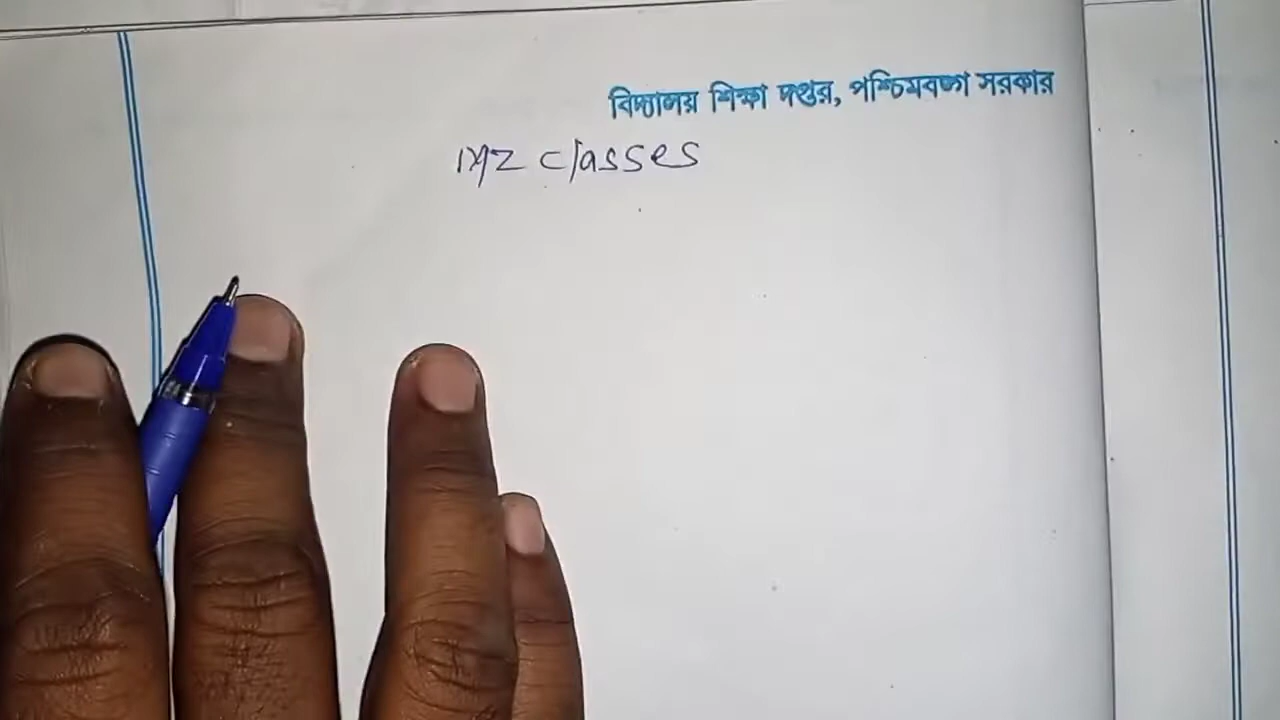 বিদ্যালয় শিক্ষা দপ্তর, পশ্চিমবঙ্গ সরকার
xyz classes